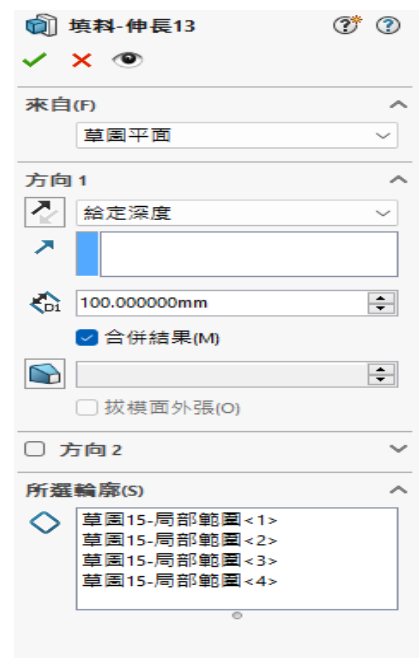 填料-伸長13
來自(F)
草圖平面
方向 1
給定深度
D1
100.000000mm
合併結果(M)
拔模面外張(O)
方向 2
所選輪廓(S)
草圖15-局部範圍<1>
草圖15-局部範圍<2>
草圖15-局部範圍<3>
草圖15-局部範圍<4>